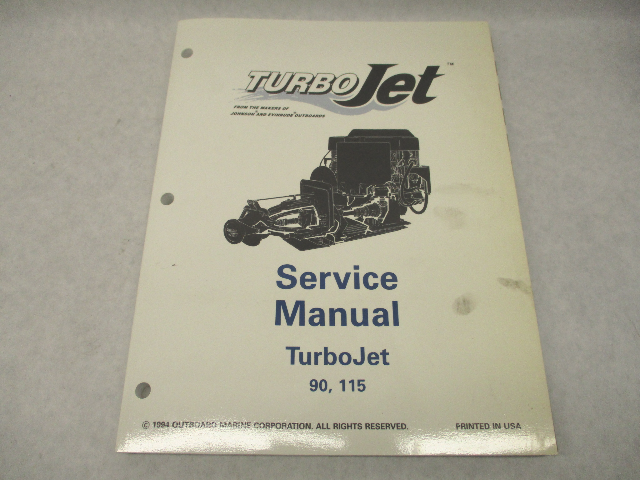 TURBOJet™
FROM THE MAKERS OF
JOHNSON® AND EVINRUDE® OUTBOARDS
Service
Manual
TurboJet
90, 115
© 1994 OUTBOARD MARINE CORPORATION. ALL RIGHTS RESERVED. PRINTED IN USA